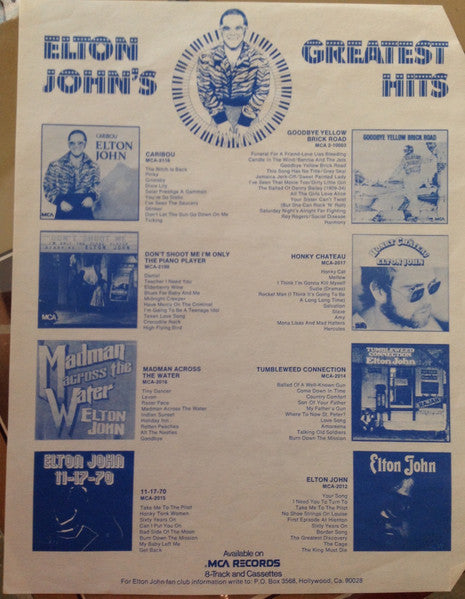 ELTON
JOHN'S
GREATEST
HITS
CARIBOU
ELTON
JOHN
MCA
CARIBOU
MCA-2116
The Bitch Is Back
Pinky
Grimsby
Dixie Lily
Solar Prestige A Gammon
You're So Static
I've Seen The Saucers
Stinker
Don't Let The Sun Go Down On Me
Ticking
GOODBYE YELLOW
BRICK ROAD
MCA 2-10003
Funeral For A Friend-Love Lies Bleeding
Candle In The Wind/Bennie And The Jets
Goodbye Yellow Brick Road
This Song Has No Title/Grey Seal
Jamaica Jerk-Off/Sweet Painted Lady
I've Seen That Movie Too/Dirty Little Girl
The Ballad Of Danny Bailey (1909-34)
All The Girls Love Alice
Your Sister Can't Twist
(But She Can Rock 'N' Roll)
Saturday Night's Alright For Fighting
Roy Rogers/Social Disease
Harmony
GOODBYE YELLOW BRICK ROAD
DON'T SHOOT ME
ELTON JOHN
MCA
DON'T SHOOT ME I'M ONLY
THE PIANO PLAYER
MCA-2100
Daniel
Teacher I Need You
Elderberry Wine
Blues For Baby And Me
Midnight Creeper
Have Mercy On The Criminal
I'm Going To Be A Teenage Idol
Texan Love Song
Crocodile Rock
High Flying Bird
HONKY CHATEAU
MCA-2017
Honky Cat
Mellow
I Think I'm Gonna Kill Myself
Susie (Dramas)
Rocket Man (I Think It's Going To Be
A Long Long Time)
Salvation
Slave
Amy
Mona Lisas And Mad Hatters
Hercules
HONKY CHATEAU
ELTON JOHN
Madman
across the
Water
ELTON
JOHN
MADMAN ACROSS
THE WATER
MCA-2016
Tiny Dancer
Levon
Razor Face
Madman Across The Water
Indian Sunset
Holiday Inn
Rotten Peaches
All The Nasties
Goodbye
TUMBLEWEED CONNECTION
MCA-2014
Ballad Of A Well-Known Gun
Come Down In Time
Country Comfort
Son Of Your Father
My Father's Gun
Where To Now St. Peter?
Love Song
Amoreena
Talking Old Soldiers
Burn Down The Mission
TUMBLEWEED
CONNECTION
ELTON JOHN
ELTON JOHN
11-17-70
11-17-70
MCA-2015
Take Me To The Pilot
Honky Tonk Women
Sixty Years On
Can I Put You On
Bad Side Of The Moon
Burn Down The Mission
My Baby Left Me
Get Back
ELTON JOHN
MCA-2012
Your Song
I Need You To Turn To
Take Me To The Pilot
No Shoe Strings On Louise
First Episode At Hienton
Sixty Years On
Border Song
The Greatest Discovery
The Cage
The King Must Die
Elton John
Available on
MCA RECORDS
8-Track and Cassettes
For Elton John fan club information write to: P.O. Box 3568, Hollywood, Ca. 90028